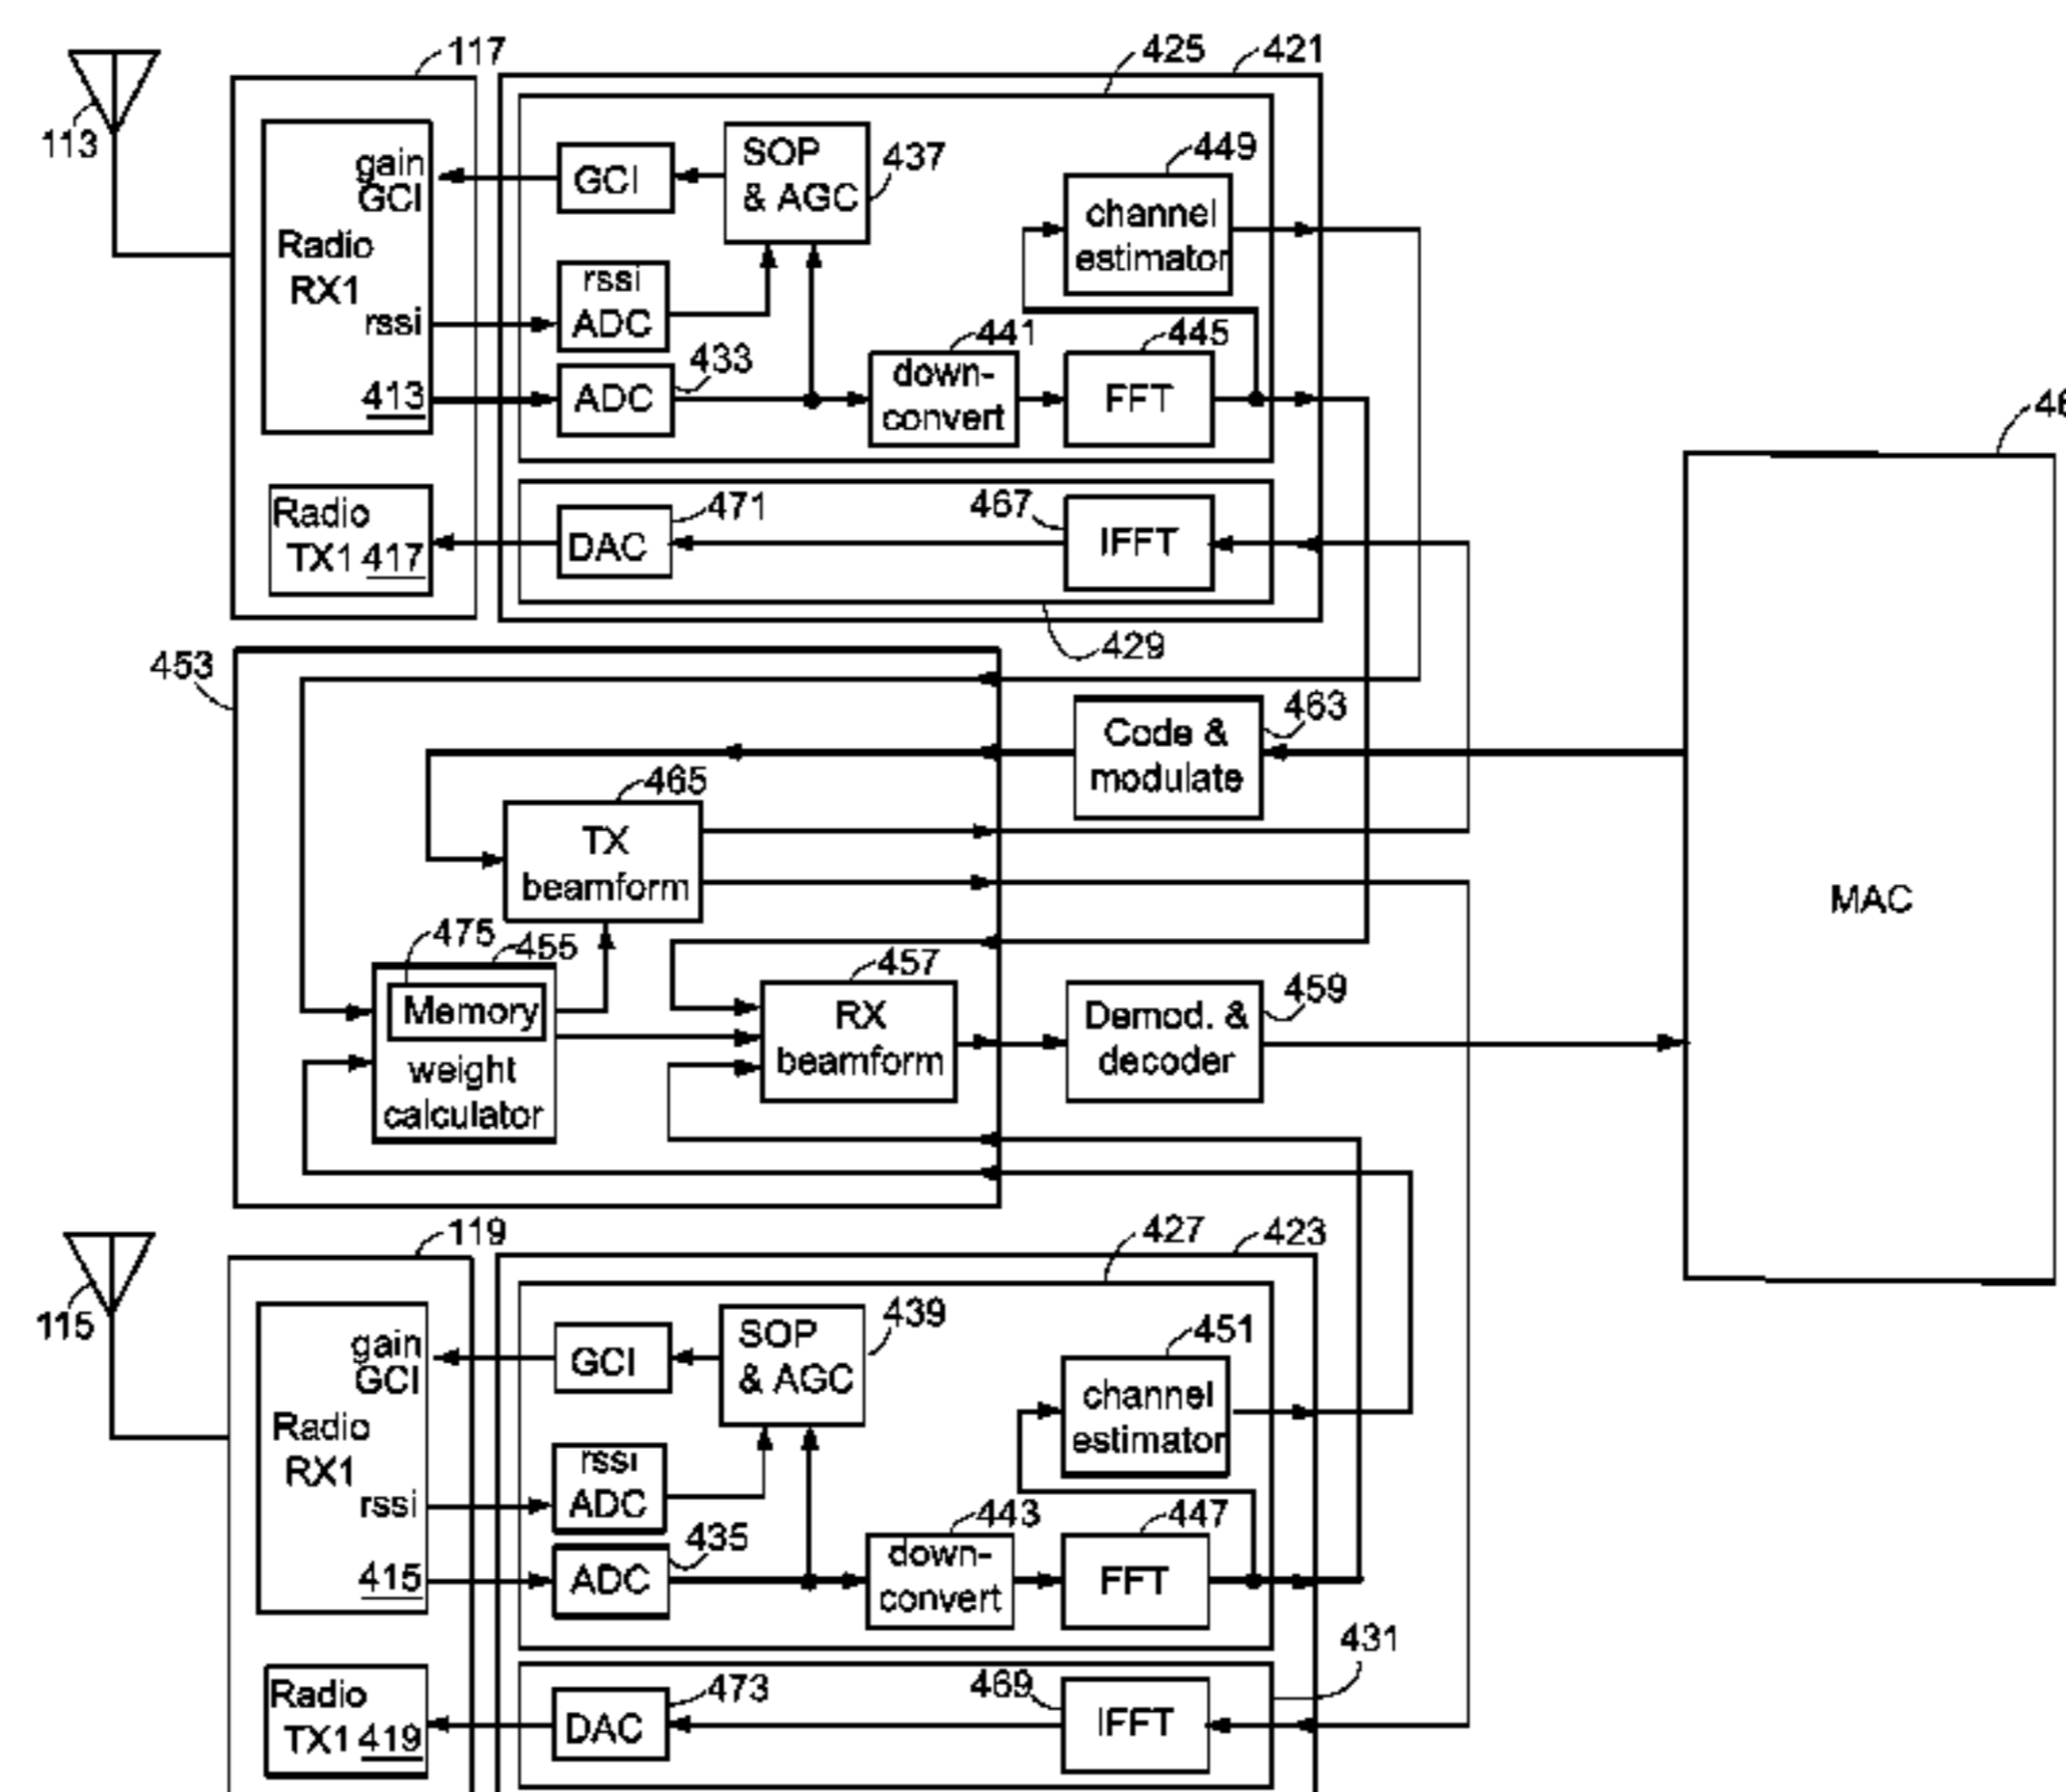 117
425
421
113
gain
GCI
Radio
RX1
rssi
413
GCI
SOP
& AGC
437
rssi
ADC
433
ADC
441
down-
convert
445
FFT
449
channel
estimator
Radio
TX1 417
471
DAC
467
IFFT
429
46
MAC
453
463
Code &
modulate
465
TX
beamform
475
455
Memory
weight
calculator
457
RX
beamform
459
Demod. &
decoder
119
427
423
115
gain
GCI
Radio
RX1
rssi
415
GCI
SOP
& AGC
439
rssi
ADC
435
ADC
443
down-
convert
447
FFT
451
channel
estimator
431
Radio
TX1 419
473
DAC
469
IFFT